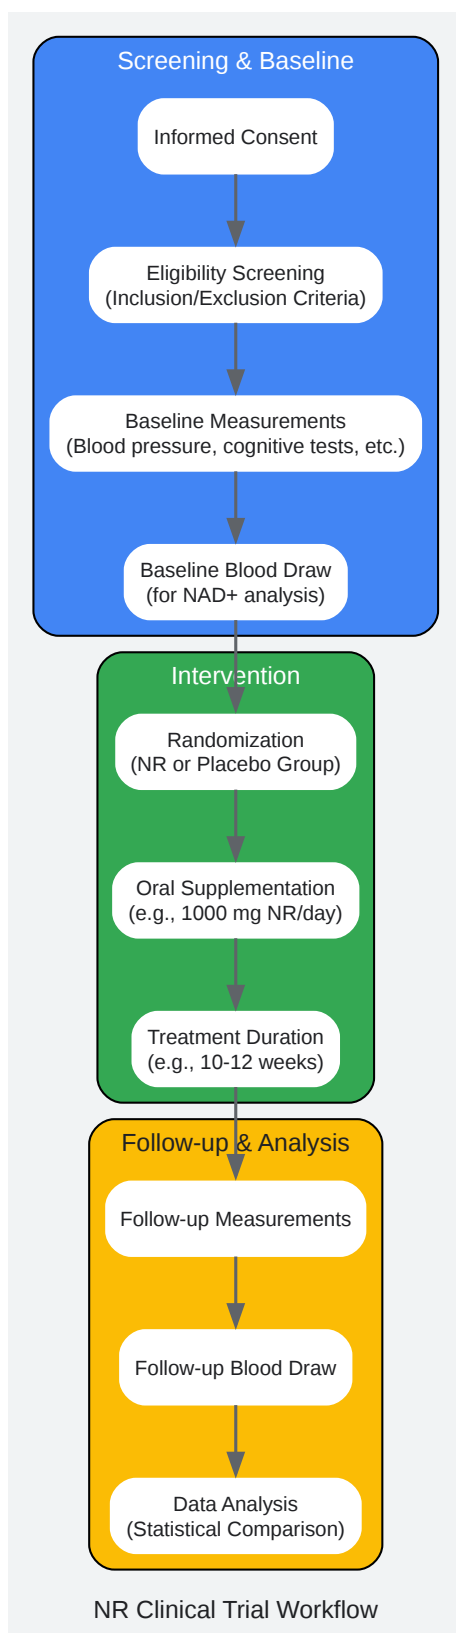 Screening & Baseline
Informed Consent
Eligibility Screening
(Inclusion/Exclusion Criteria)
Baseline Measurements
(Blood pressure, cognitive tests, etc.)
Baseline Blood Draw
(for NAD+ analysis)
Intervention
Randomization
(NR or Placebo Group)
Oral Supplementation
(e.g., 1000 mg NR/day)
Treatment Duration
(e.g., 10-12 weeks)
Follow-up & Analysis
Follow-up Measurements
Follow-up Blood Draw
Data Analysis
(Statistical Comparison)
NR Clinical Trial Workflow